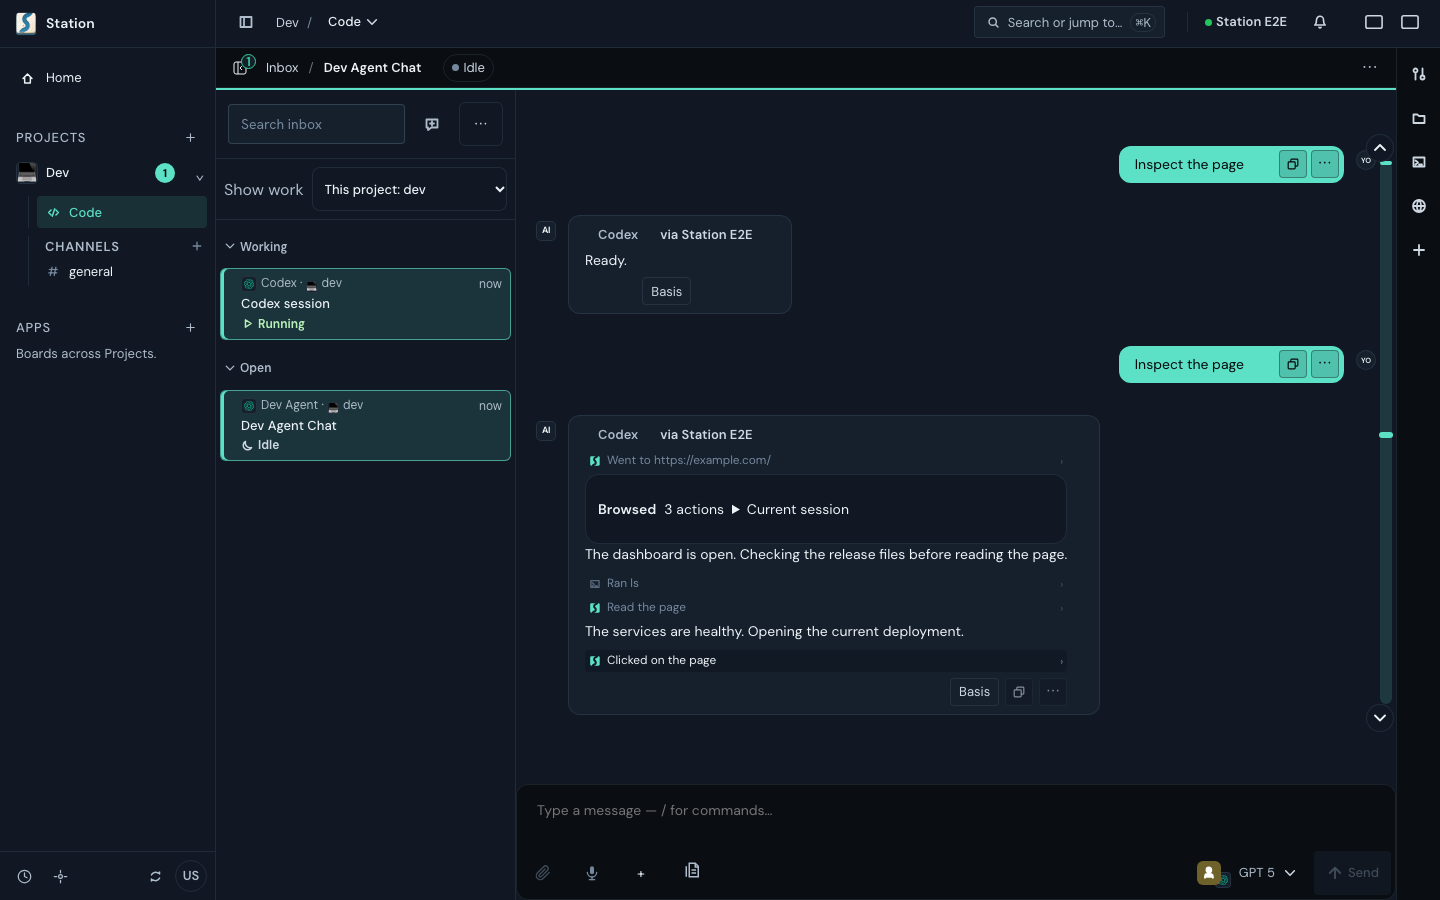 Station
Dev / Code
Search or jump to... ⌘K
Station E2E
Home
PROJECTS
Dev 1
Code
CHANNELS
# general
APPS
Boards across Projects.
US
1 Inbox / Dev Agent Chat Idle
Search inbox
Show work This project: dev
Working
Codex · dev now
Codex session
Running
Open
Dev Agent · dev now
Dev Agent Chat
Idle
Inspect the page
YO
AI
Codex via Station E2E
Ready.
Basis
Inspect the page
YO
AI
Codex via Station E2E
Went to https://example.com/
Browsed 3 actions ▶ Current session
The dashboard is open. Checking the release files before reading the page.
Ran ls
Read the page
The services are healthy. Opening the current deployment.
Clicked on the page
Basis
Type a message — / for commands...
GPT 5
Send